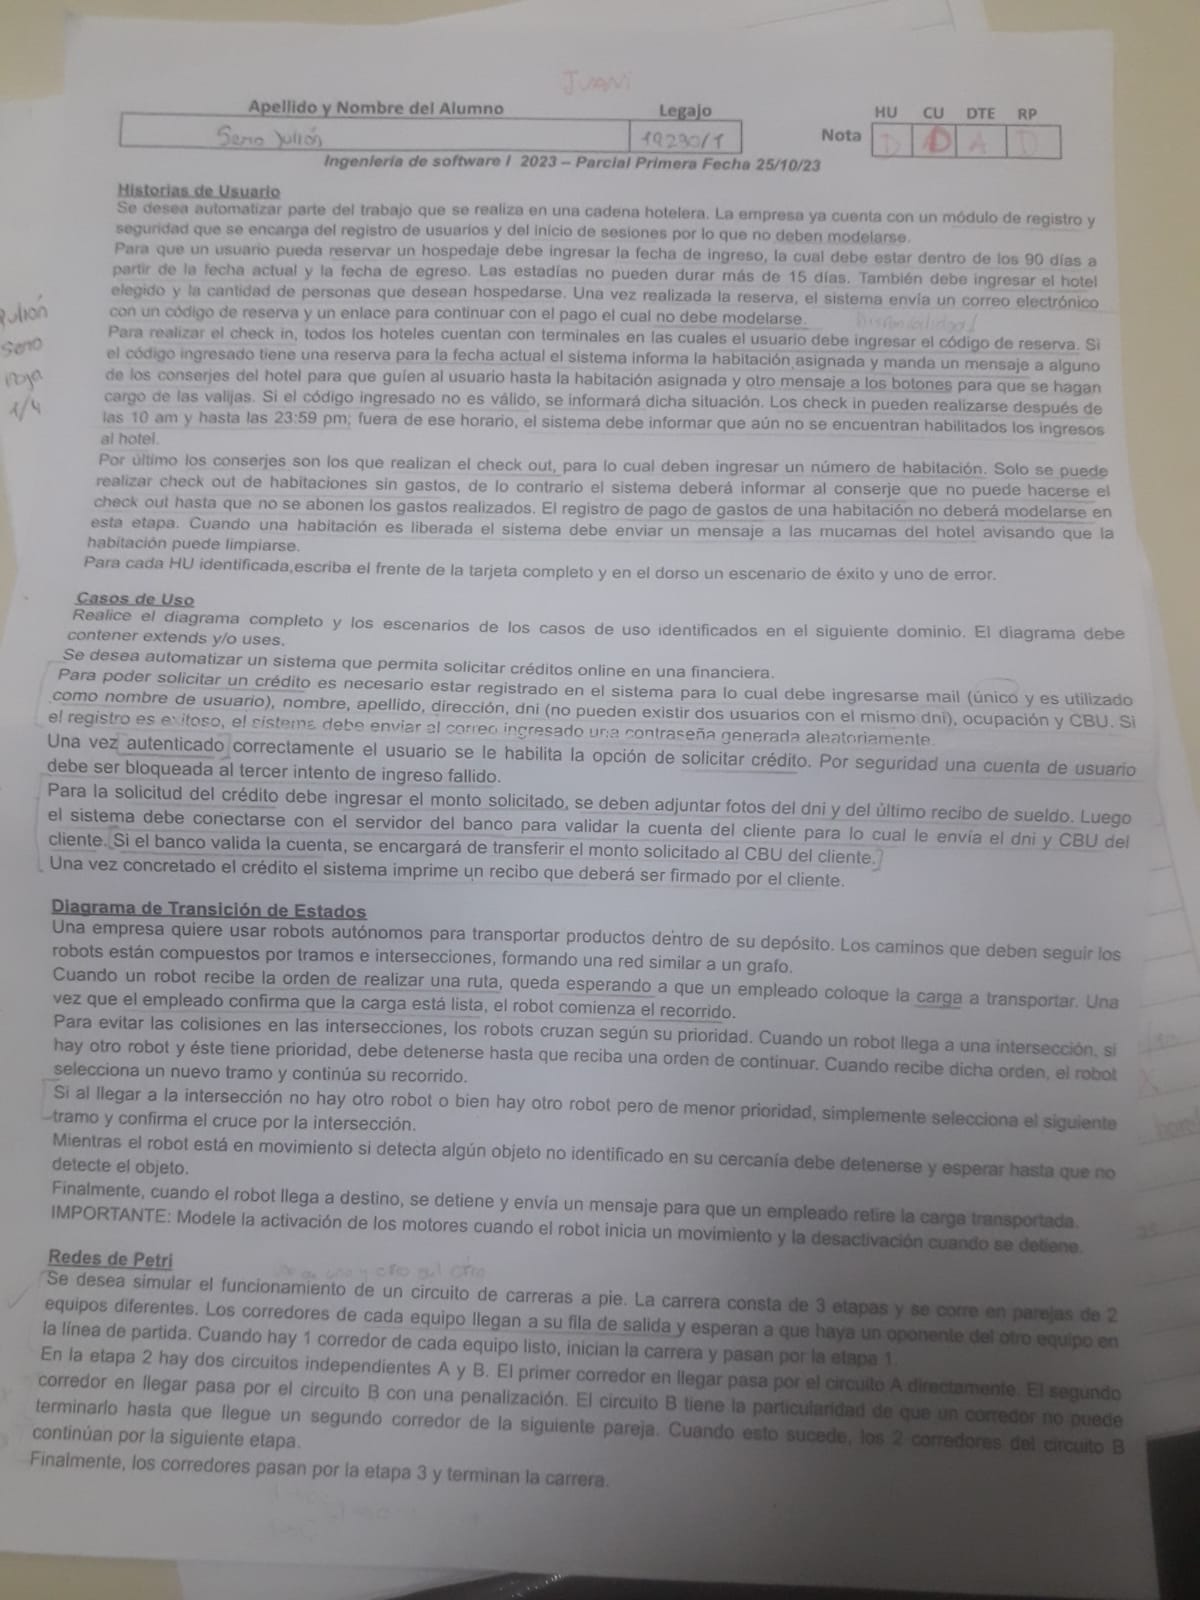 JUANI
Apellido y Nombre del Alumno Legajo HU CU DTE RP
Seno Julián 19290/1 Nota D D A D
Ingeniería de software I 2023 – Parcial Primera Fecha 25/10/23
Historias de Usuario
Se desea automatizar parte del trabajo que se realiza en una cadena hotelera. La empresa ya cuenta con un módulo de registro y
seguridad que se encarga del registro de usuarios y del inicio de sesiones por lo que no deben modelarse.
Para que un usuario pueda reservar un hospedaje debe ingresar la fecha de ingreso, la cual debe estar dentro de los 90 días a
partir de la fecha actual y la fecha de egreso. Las estadías no pueden durar más de 15 días. También debe ingresar el hotel
elegido y la cantidad de personas que desean hospedarse. Una vez realizada la reserva, el sistema envía un correo electrónico
con un código de reserva y un enlace para continuar con el pago el cual no debe modelarse.
Disponibilidad!
Para realizar el check in, todos los hoteles cuentan con terminales en las cuales el usuario debe ingresar el código de reserva. Si
el código ingresado tiene una reserva para la fecha actual el sistema informa la habitación asignada y manda un mensaje a alguno
de los conserjes del hotel para que guíen al usuario hasta la habitación asignada y otro mensaje a los botones para que se hagan
cargo de las valijas. Si el código ingresado no es válido, se informará dicha situación. Los check in pueden realizarse después de
las 10 am y hasta las 23:59 pm; fuera de ese horario, el sistema debe informar que aún no se encuentran habilitados los ingresos
al hotel.
Por último los conserjes son los que realizan el check out, para lo cual deben ingresar un número de habitación. Solo se puede
realizar check out de habitaciones sin gastos, de lo contrario el sistema deberá informar al conserje que no puede hacerse el
check out hasta que no se abonen los gastos realizados. El registro de pago de gastos de una habitación no deberá modelarse en
esta etapa. Cuando una habitación es liberada el sistema debe enviar un mensaje a las mucamas del hotel avisando que la
habitación puede limpiarse.
Para cada HU identificada,escriba el frente de la tarjeta completo y en el dorso un escenario de éxito y uno de error.
Julión
Seno
Hoja
1/4
Casos de Uso
Realice el diagrama completo y los escenarios de los casos de uso identificados en el siguiente dominio. El diagrama debe
contener extends y/o uses.
Se desea automatizar un sistema que permita solicitar créditos online en una financiera.
Para poder solicitar un crédito es necesario estar registrado en el sistema para lo cual debe ingresarse mail (único y es utilizado
como nombre de usuario), nombre, apellido, dirección, dni (no pueden existir dos usuarios con el mismo dni), ocupación y CBU. Si
el registro es exitoso, el sistema debe enviar al correo ingresado una contraseña generada aleatoriamente.
Una vez autenticado correctamente el usuario se le habilita la opción de solicitar crédito. Por seguridad una cuenta de usuario
debe ser bloqueada al tercer intento de ingreso fallido.
Para la solicitud del crédito debe ingresar el monto solicitado, se deben adjuntar fotos del dni y del último recibo de sueldo. Luego
el sistema debe conectarse con el servidor del banco para validar la cuenta del cliente para lo cual le envía el dni y CBU del
cliente. Si el banco valida la cuenta, se encargará de transferir el monto solicitado al CBU del cliente.
Una vez concretado el crédito el sistema imprime un recibo que deberá ser firmado por el cliente.
Diagrama de Transición de Estados
Una empresa quiere usar robots autónomos para transportar productos dentro de su depósito. Los caminos que deben seguir los
robots están compuestos por tramos e intersecciones, formando una red similar a un grafo.
Cuando un robot recibe la orden de realizar una ruta, queda esperando a que un empleado coloque la carga a transportar. Una
vez que el empleado confirma que la carga está lista, el robot comienza el recorrido.
Para evitar las colisiones en las intersecciones, los robots cruzan según su prioridad. Cuando un robot llega a una intersección, si
hay otro robot y éste tiene prioridad, debe detenerse hasta que reciba una orden de continuar. Cuando recibe dicha orden, el robot
selecciona un nuevo tramo y continúa su recorrido.
Si al llegar a la intersección no hay otro robot o bien hay otro robot pero de menor prioridad, simplemente selecciona el siguiente
tramo y confirma el cruce por la intersección.
Mientras el robot está en movimiento si detecta algún objeto no identificado en su cercanía debe detenerse y esperar hasta que no
detecte el objeto.
Finalmente, cuando el robot llega a destino, se detiene y envía un mensaje para que un empleado retire la carga transportada.
IMPORTANTE: Modele la activación de los motores cuando el robot inicia un movimiento y la desactivación cuando se detiene.
Redes de Petri
Se desea simular el funcionamiento de un circuito de carreras a pie. La carrera consta de 3 etapas y se corre en parejas de 2
equipos diferentes. Los corredores de cada equipo llegan a su fila de salida y esperan a que haya un oponente del otro equipo en
la línea de partida. Cuando hay 1 corredor de cada equipo listo, inician la carrera y pasan por la etapa 1.
En la etapa 2 hay dos circuitos independientes A y B. El primer corredor en llegar pasa por el circuito A directamente. El segundo
corredor en llegar pasa por el circuito B con una penalización. El circuito B tiene la particularidad de que un corredor no puede
terminarlo hasta que llegue un segundo corredor de la siguiente pareja. Cuando esto sucede, los 2 corredores del circuito B
continúan por la siguiente etapa.
Finalmente, los corredores pasan por la etapa 3 y terminan la carrera.